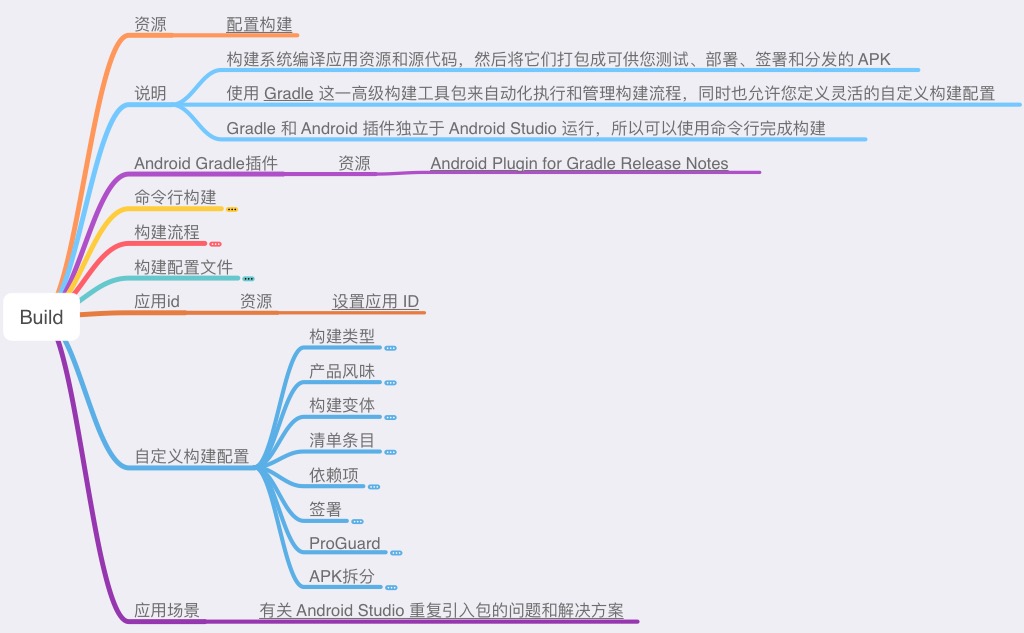 资源
配置构建
构建系统编译应用资源和源代码，然后将它们打包成可供您测试、部署、签署和分发的 APK
说明
使用 Gradle 这一高级构建工具包来自动化执行和管理构建流程，同时也允许您定义灵活的自定义构建配置
Gradle 和 Android 插件独立于 Android Studio 运行，所以可以使用命令行完成构建
Android Gradle插件
资源
Android Plugin for Gradle Release Notes
命令行构建
构建流程
构建配置文件
应用id
资源
设置应用 ID
Build
构建类型
产品风味
构建变体
清单条目
自定义构建配置
依赖项
签署
ProGuard
APK拆分
应用场景
有关 Android Studio 重复引入包的问题和解决方案